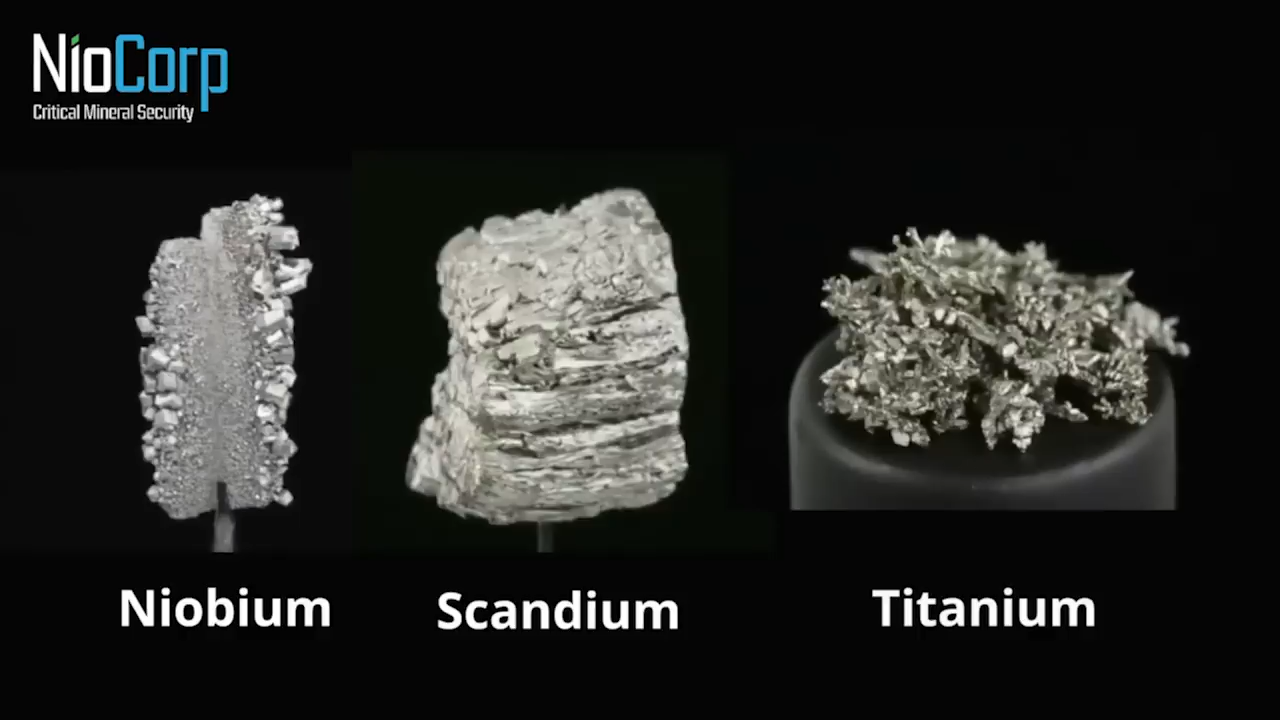 NioCorp
Critical Mineral Security
Niobium
Scandium
Titanium